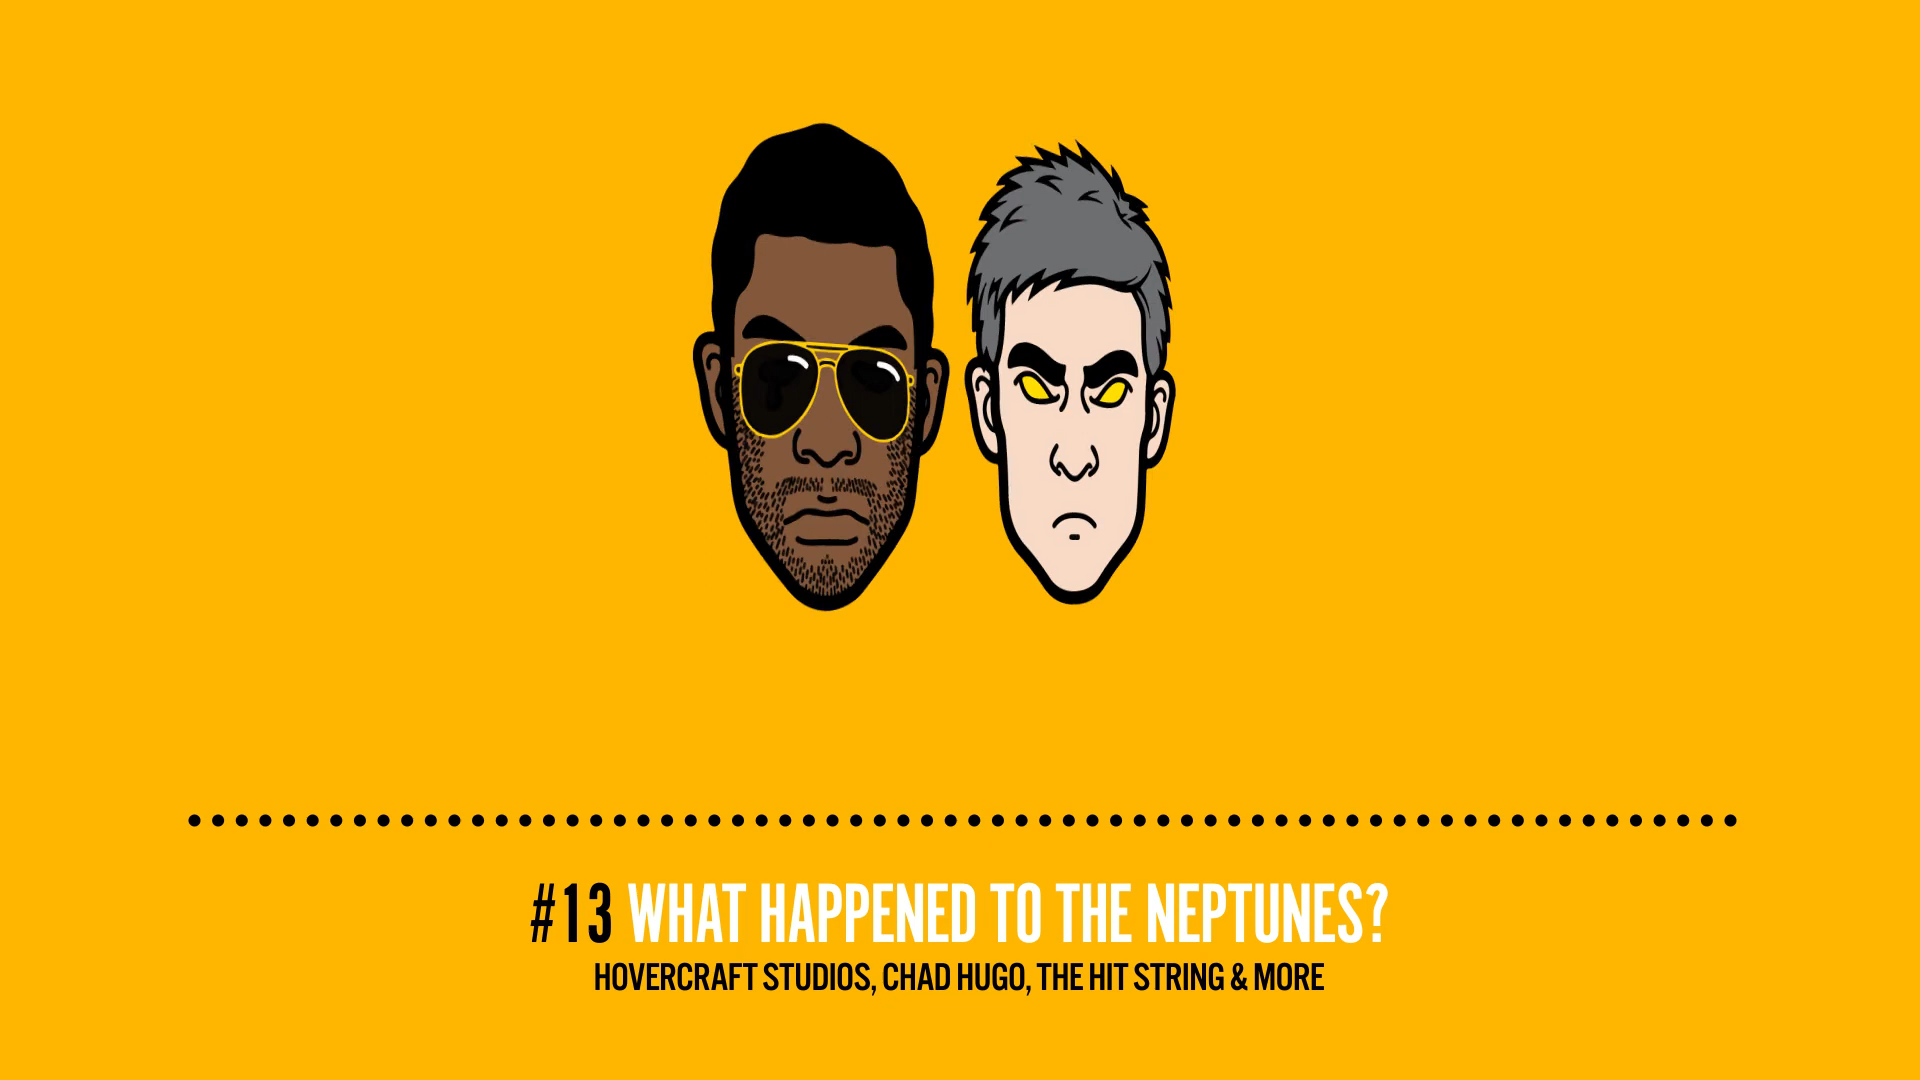 #13 WHAT HAPPENED TO THE NEPTUNES?
HOVERCRAFT STUDIOS, CHAD HUGO, THE HIT STRING & MORE